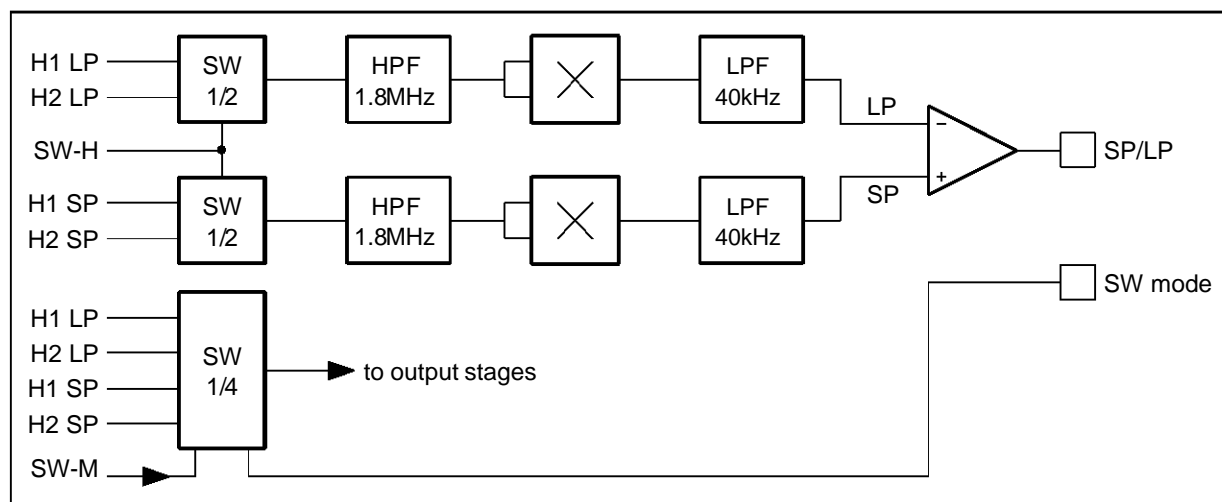 H1 LP
H2 LP
SW-H
H1 SP
H2 SP
SW
1/2
HPF
1.8MHz
LPF
40kHz
LP
−
SP/LP
SW
1/2
HPF
1.8MHz
LPF
40kHz
SP
+
SW mode
H1 LP
H2 LP
H1 SP
H2 SP
SW-M
SW
1/4
to output stages